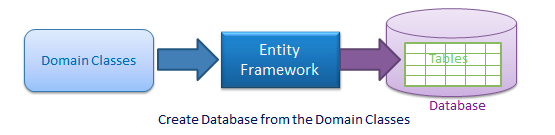 Domain Classes
Entity
Framework
Tables
Database
Create Database from the Domain Classes